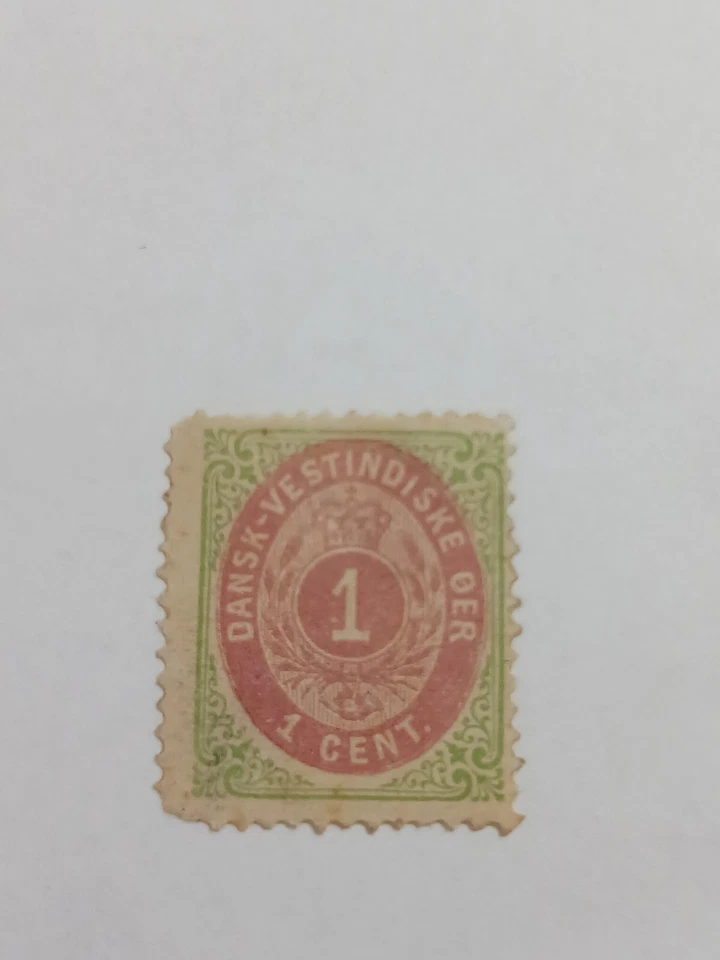 DANSK-VESTINDISKE ØER
1
1 CENT.